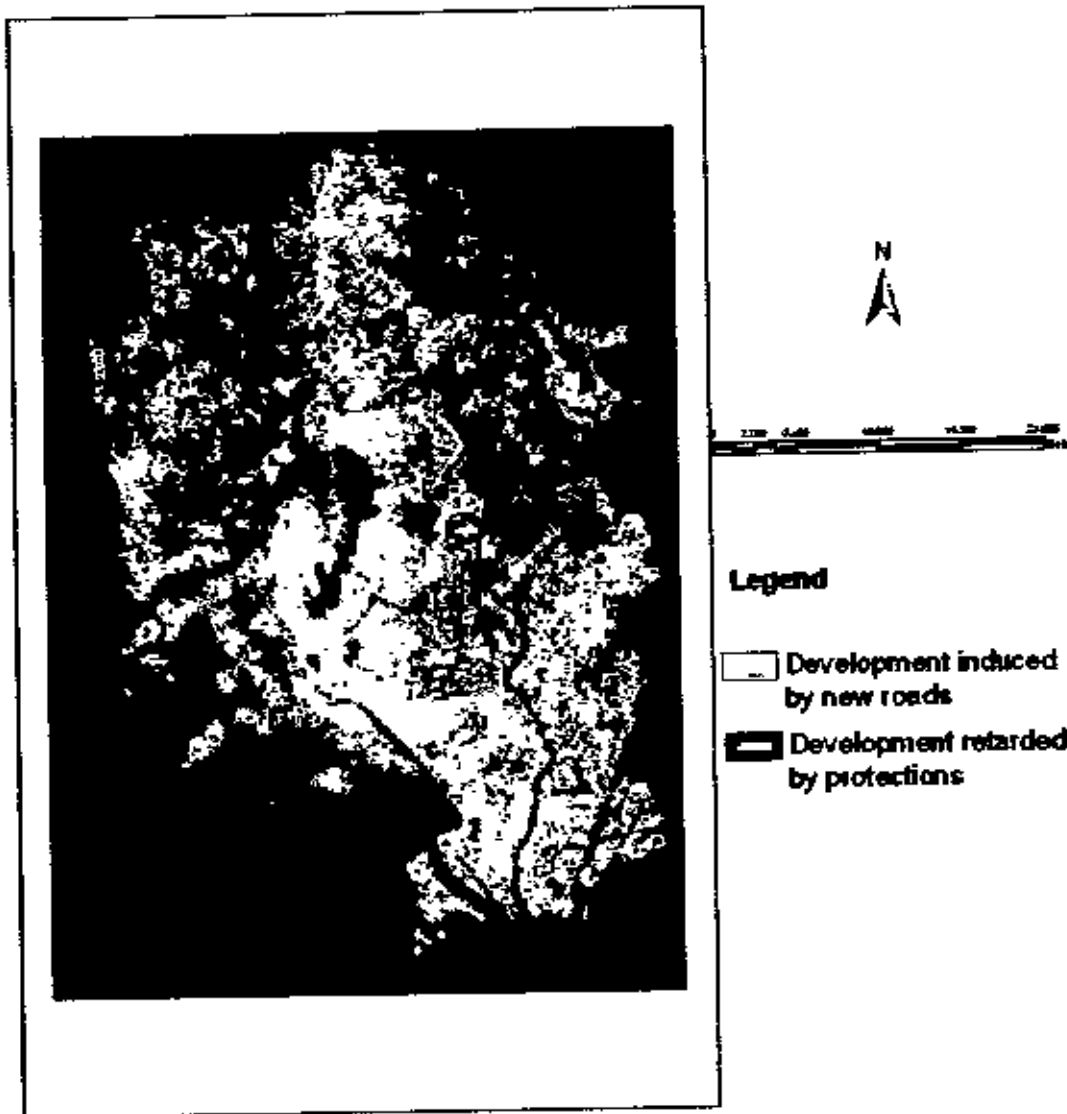 N
Legend
Development induced
by new roads
Development retarded
by protections